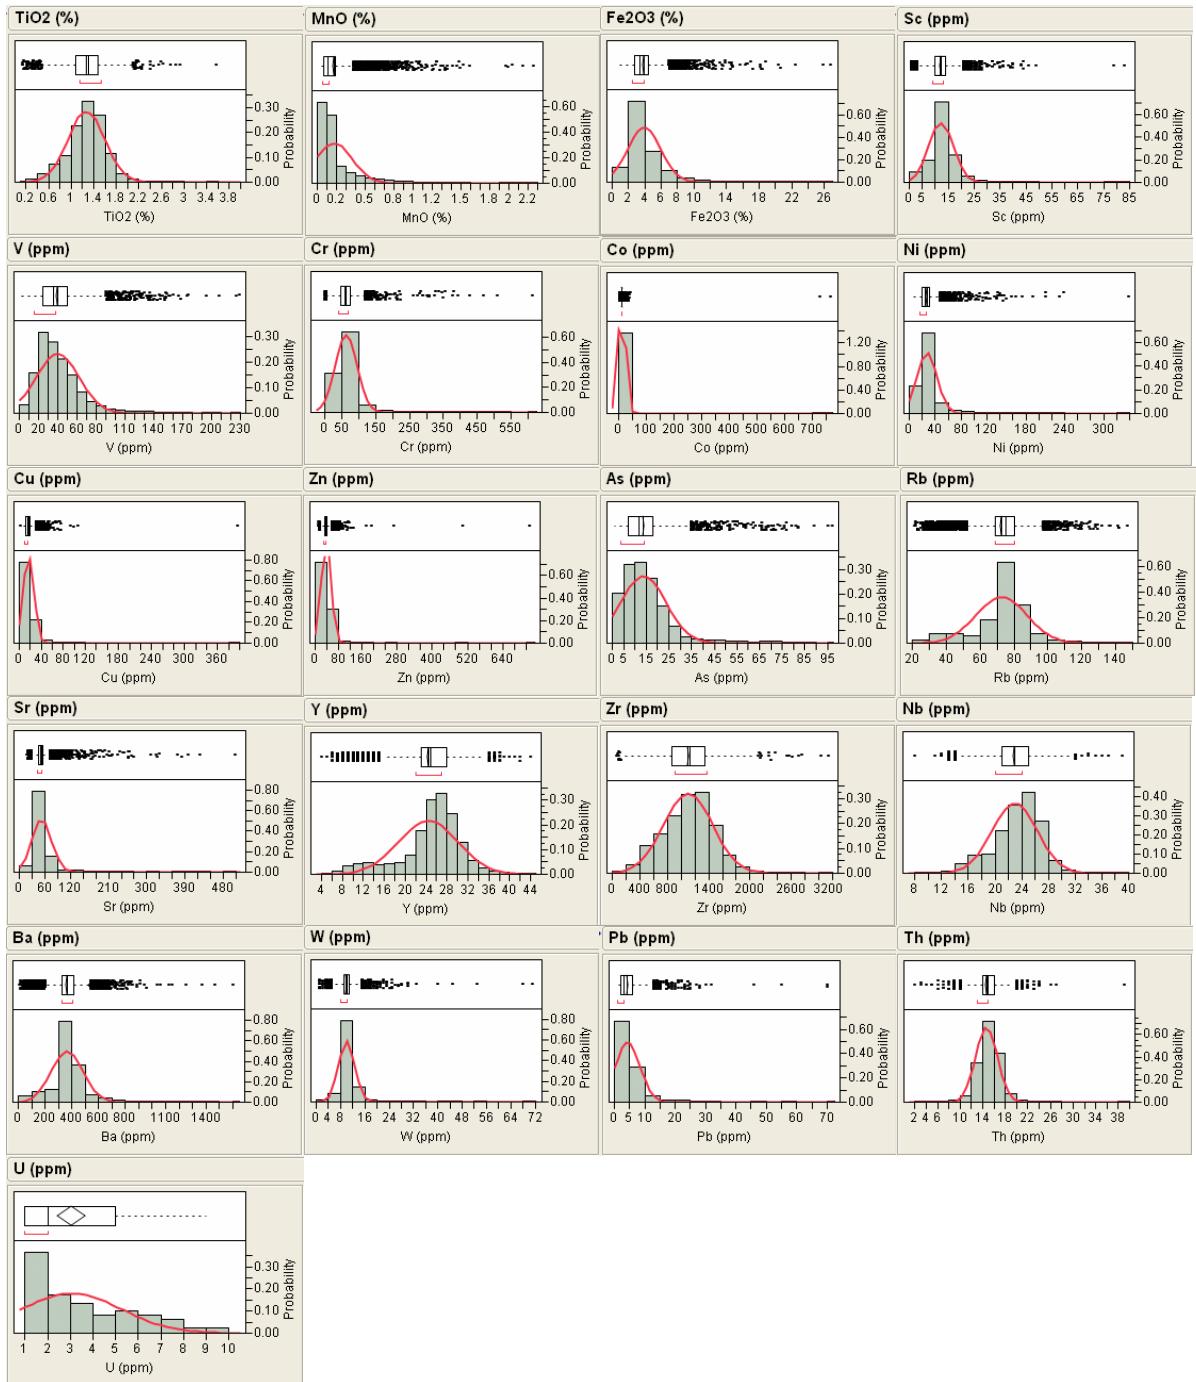 TiO2 (%) MnO (%) Fe2O3 (%) Sc (ppm)
0.30 0.20 0.10 0.00 Probability
0.2 0.6 1 1.4 1.8 2.2 2.6 3 3.4 3.8
TiO2 (%)
0.60 0.40 0.20 0.00 Probability
0 0.2 0.5 0.8 1 1.2 1.5 1.8 2 2.2
MnO (%)
0.60 0.40 0.20 0.00 Probability
0 2 4 6 10 14 18 22 26
Fe2O3 (%)
0.60 0.40 0.20 0.00 Probability
0 5 15 25 35 45 55 65 75 85
Sc (ppm)
V (ppm) Cr (ppm) Co (ppm) Ni (ppm)
0.30 0.20 0.10 0.00 Probability
0 20 50 80 110 140 170 200 230
V (ppm)
0.60 0.40 0.20 0.00 Probability
0 50 150 250 350 450 550
Cr (ppm)
1.20 0.80 0.40 0.00 Probability
0 100 200 300 400 500 600 700
Co (ppm)
0.60 0.40 0.20 0.00 Probability
0 40 80 120 180 240 300
Ni (ppm)
Cu (ppm) Zn (ppm) As (ppm) Rb (ppm)
0.80 0.60 0.40 0.20 0.00 Probability
0 40 80 120 180 240 300 360
Cu (ppm)
0.60 0.40 0.20 0.00 Probability
0 80 160 280 400 520 640
Zn (ppm)
0.30 0.20 0.10 0.00 Probability
0 5 15 25 35 45 55 65 75 85 95
As (ppm)
0.60 0.40 0.20 0.00 Probability
20 40 60 80 100 120 140
Rb (ppm)
Sr (ppm) Y (ppm) Zr (ppm) Nb (ppm)
0.80 0.60 0.40 0.20 0.00 Probability
0 60 120 210 300 390 480
Sr (ppm)
0.30 0.20 0.10 0.00 Probability
4 8 12 16 20 24 28 32 36 40 44
Y (ppm)
0.30 0.20 0.10 0.00 Probability
0 400 800 1400 2000 2600 3200
Zr (ppm)
0.40 0.30 0.20 0.10 0.00 Probability
8 12 16 20 24 28 32 36 40
Nb (ppm)
Ba (ppm) W (ppm) Pb (ppm) Th (ppm)
0.80 0.60 0.40 0.20 0.00 Probability
0 200 400 600 800 1100 1400
Ba (ppm)
0.80 0.60 0.40 0.20 0.00 Probability
0 4 8 16 24 32 40 48 56 64 72
W (ppm)
0.60 0.40 0.20 0.00 Probability
0 5 10 20 30 40 50 60 70
Pb (ppm)
0.60 0.40 0.20 0.00 Probability
2 4 6 10 14 18 22 26 30 34 38
Th (ppm)
U (ppm)
0.30 0.20 0.10 0.00 Probability
1 2 3 4 5 6 7 8 9 10
U (ppm)